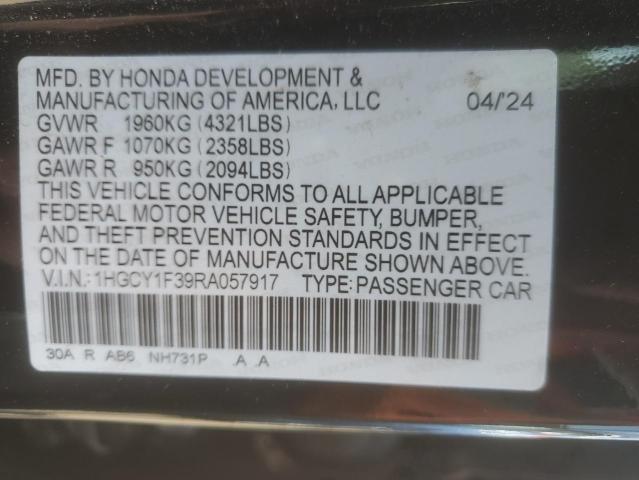 MFD. BY HONDA DEVELOPMENT &
MANUFACTURING OF AMERICA, LLC 04/'24
GVWR 1960KG (4321LBS)
GAWR F 1070KG (2358LBS)
GAWR R 950KG (2094LBS)
THIS VEHICLE CONFORMS TO ALL APPLICABLE
FEDERAL MOTOR VEHICLE SAFETY, BUMPER,
AND THEFT PREVENTION STANDARDS IN EFFECT
ON THE DATE OF MANUFACTURE SHOWN ABOVE.
V.I.N.: 1HGCY1F39RA057917 TYPE: PASSENGER CAR
30A R AB6 NH731P .A .A